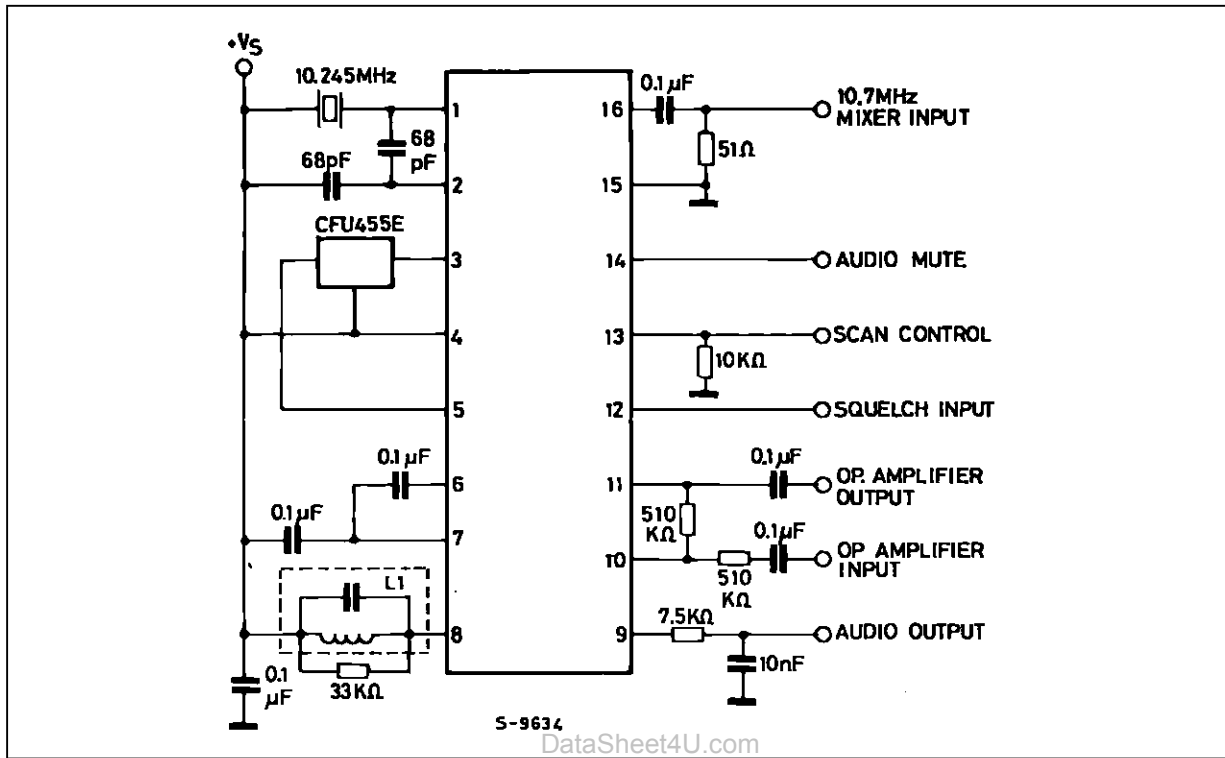 +VS
10.245MHz
68
pF
68pF
CFU455E
0.1µF
0.1µF
L1
33KΩ
0.1
µF
1
2
3
4
5
6
7
8
16
15
14
13
12
11
10
9
0.1µF
10,7MHz
MIXER INPUT
51Ω
AUDIO MUTE
SCAN CONTROL
10KΩ
SQUELCH INPUT
0.1µF
OP. AMPLIFIER
OUTPUT
510
KΩ
0.1µF
OP AMPLIFIER
INPUT
510
KΩ
7.5KΩ
AUDIO OUTPUT
10nF
S-9634
DataSheet4U.com